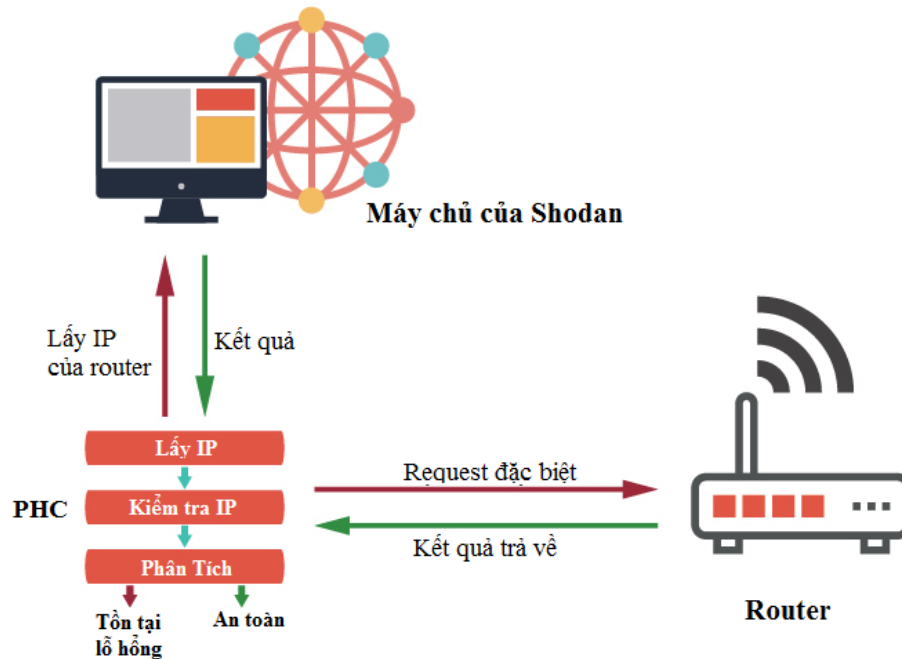 Máy chủ của Shodan
Lấy IP
của router
Kết quả
Lấy IP
PHC
Kiểm tra IP
Phân Tích
Tồn tại
lỗ hổng
An toàn
Request đặc biệt
Kết quả trả về
Router